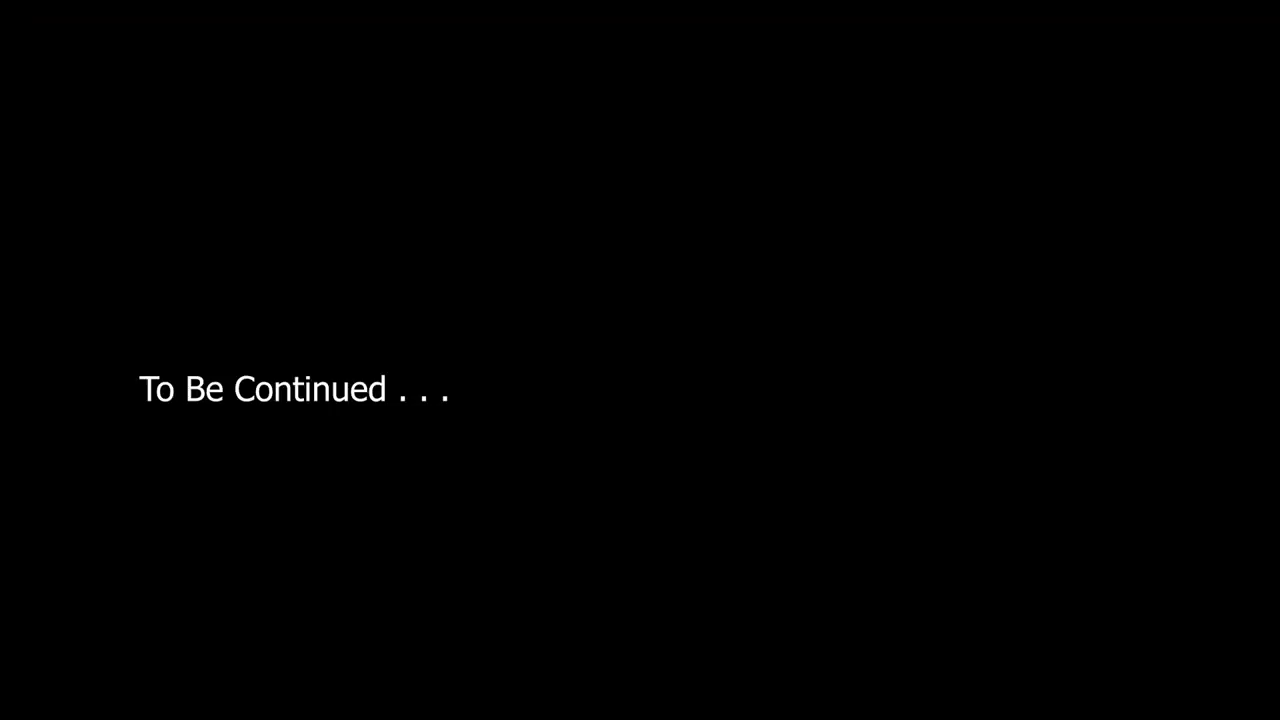 To Be Continued . . .